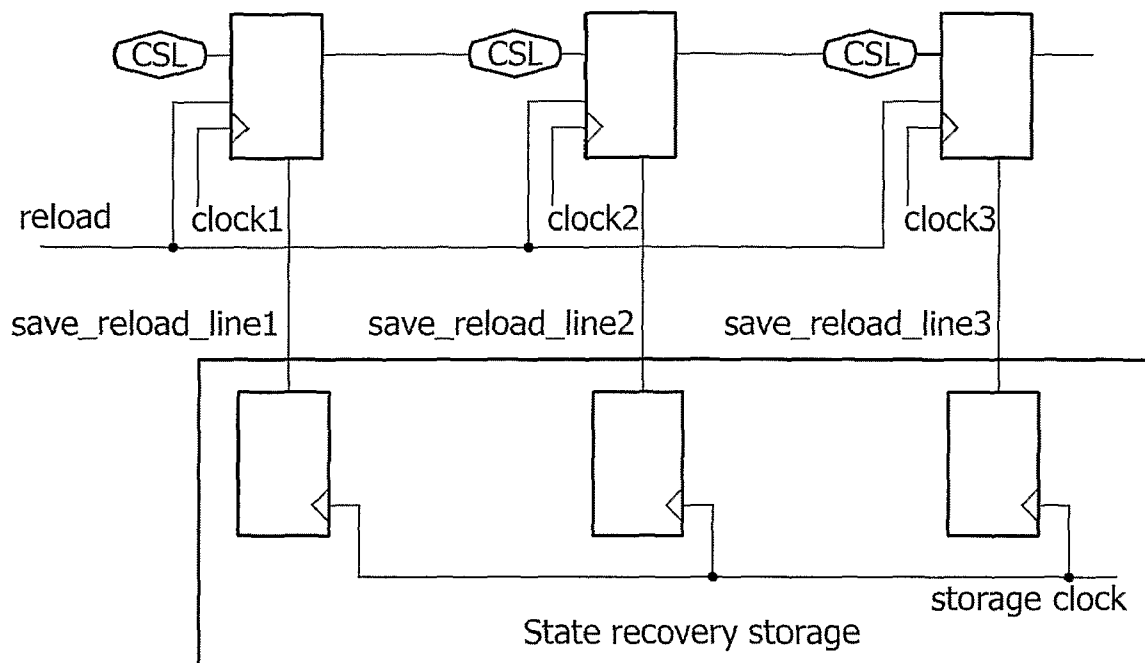 CSL CSL CSL
reload clock1 clock2 clock3
save_reload_line1 save_reload_line2 save_reload_line3
storage clock
State recovery storage